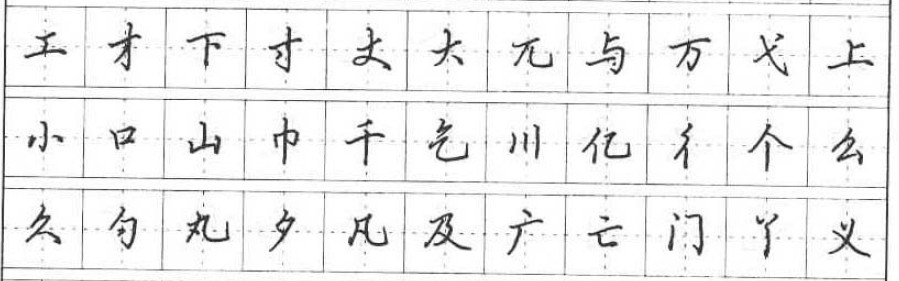 工才下寸丈大兀与万弋上
小口山巾千乞川亿彳个么
久勺丸夕凡及广亡门丫义